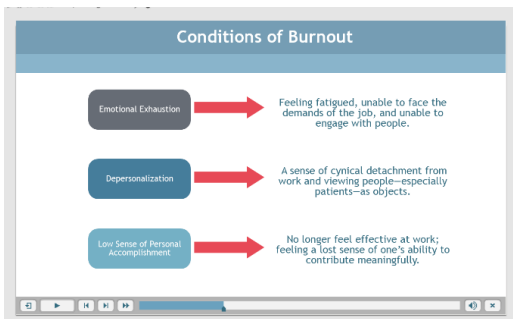 Conditions of Burnout
Emotional Exhaustion
Feeling fatigued, unable to face the
demands of the job, and unable to
engage with people.
Depersonalization
A sense of cynical detachment from
work and viewing people—especially
patients—as objects.
Low Sense of Personal
Accomplishment
No longer feel effective at work;
feeling a lost sense of one's ability to
contribute meaningfully.